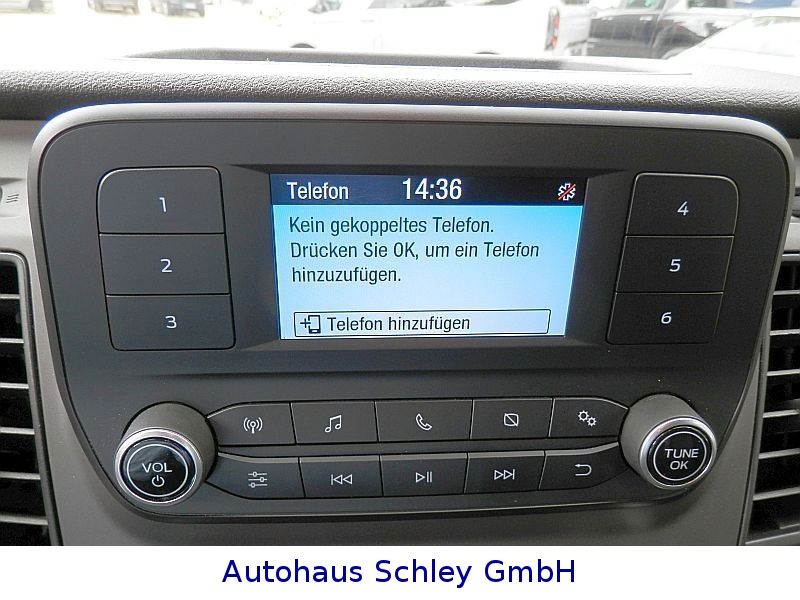 Telefon 14:36
Kein gekoppeltes Telefon.
Drücken Sie OK, um ein Telefon
hinzuzufügen.
Telefon hinzufügen
1
2
3
4
5
6
VOL
TUNE
OK
Autohaus Schley GmbH